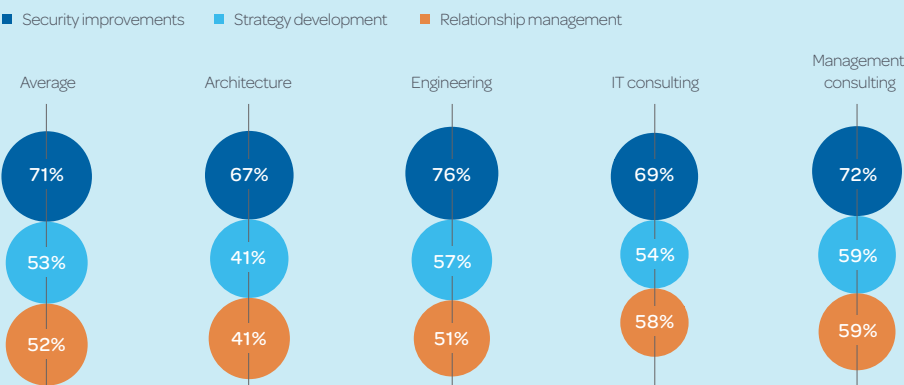 Security improvements Strategy development Relationship management
Management
Average Architecture Engineering IT consulting consulting
71% 67% 76% 69% 72%
53% 41% 57% 54% 59%
52% 41% 51% 58% 59%